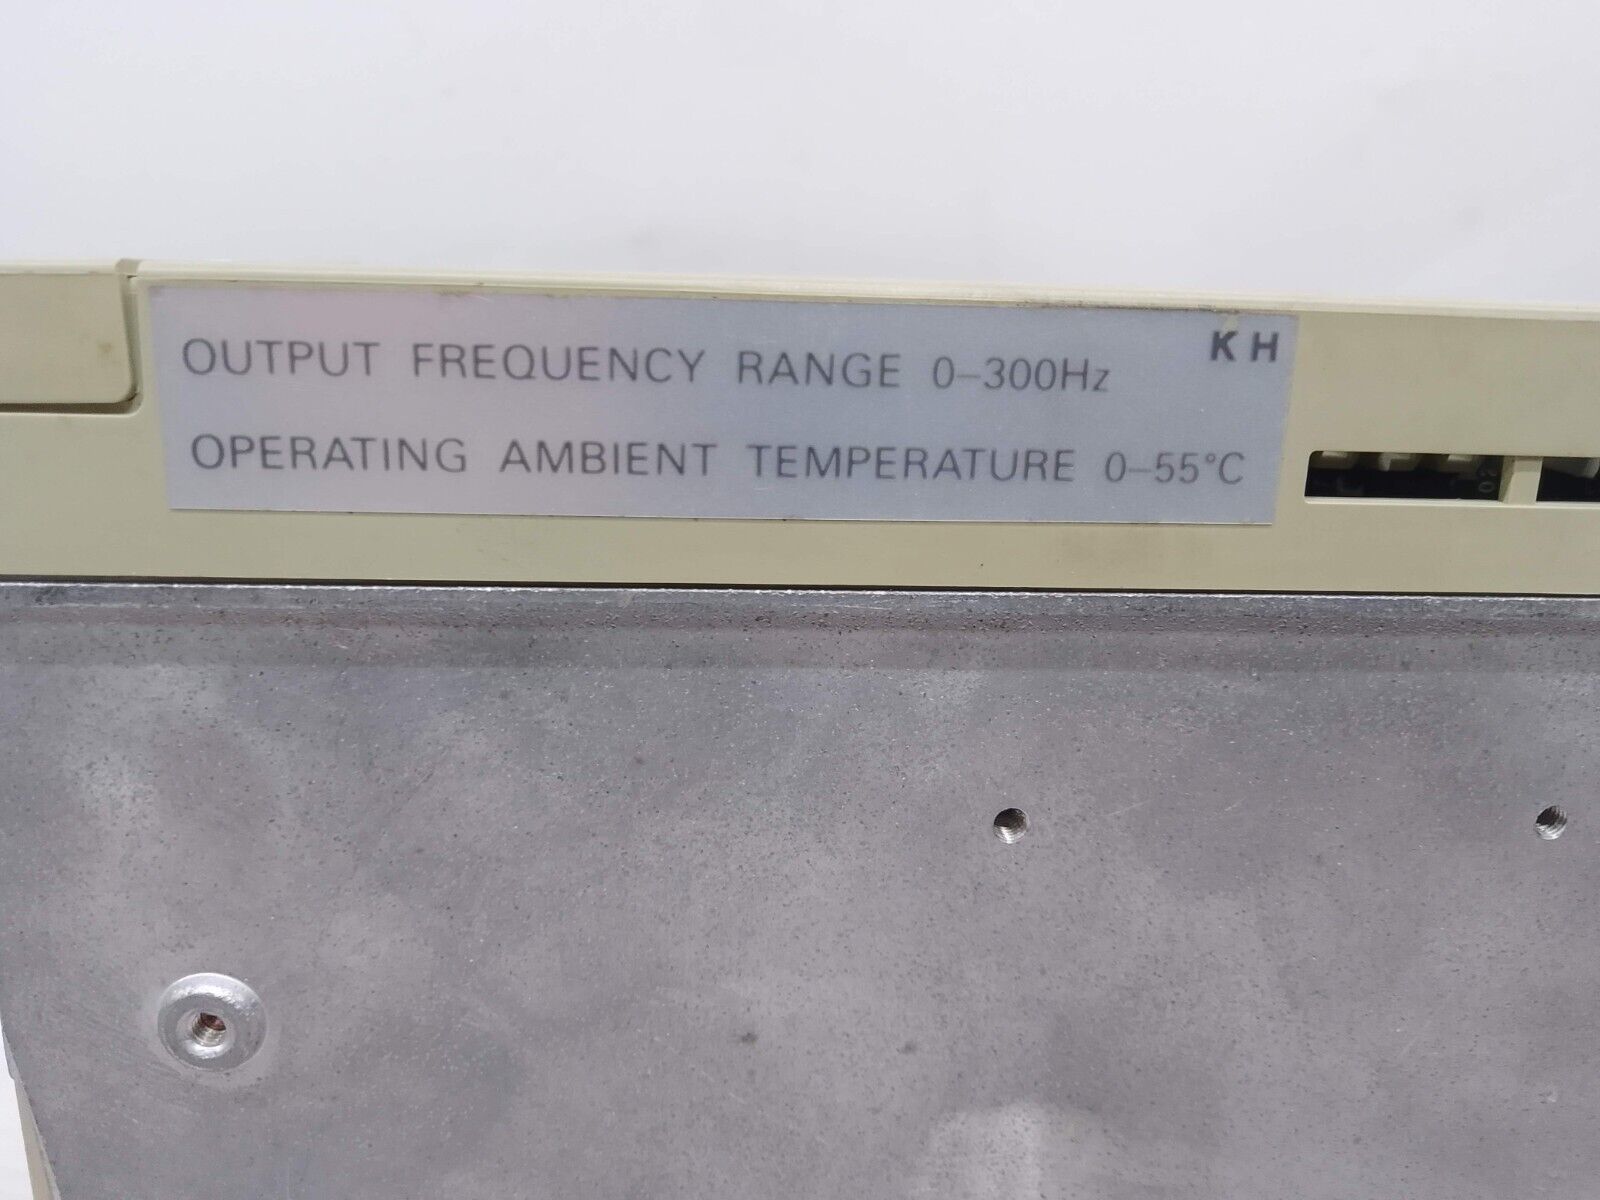 KH
OUTPUT FREQUENCY RANGE 0–300Hz
OPERATING AMBIENT TEMPERATURE 0–55°C